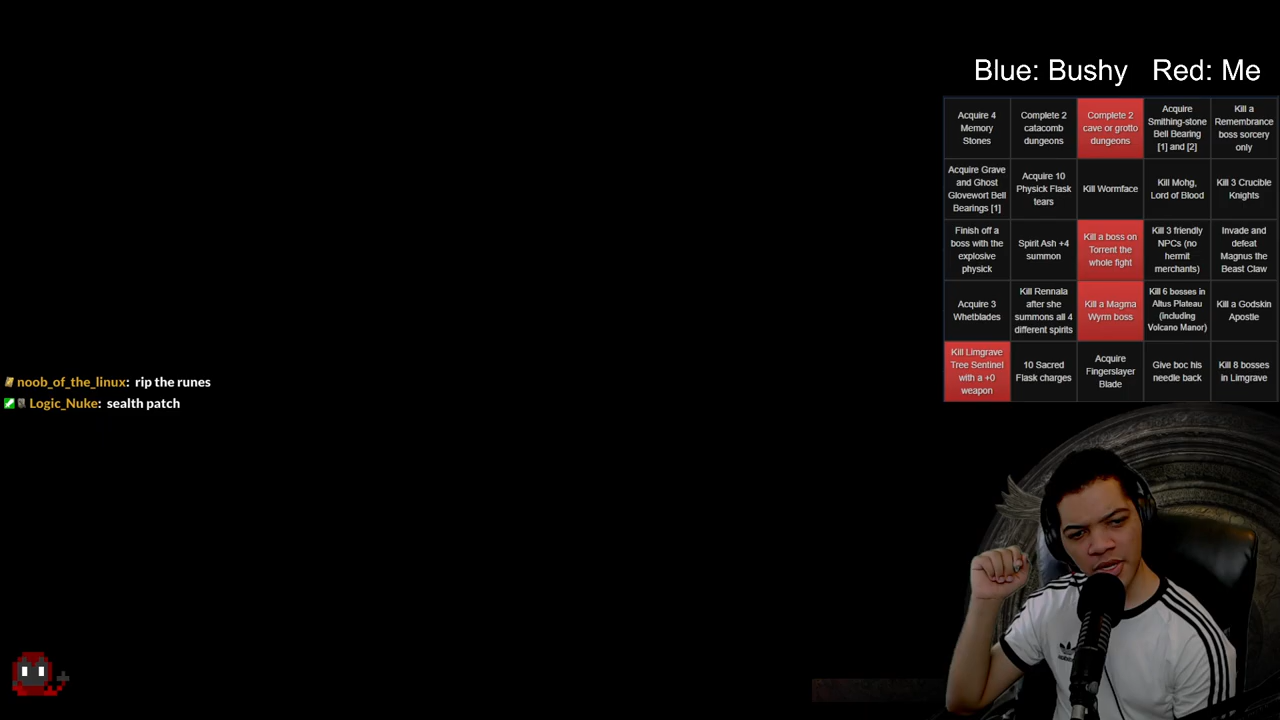 Blue: Bushy Red: Me
Acquire 4
Memory
Stones
Complete 2
catacomb
dungeons
Complete 2
cave or grotto
dungeons
Acquire
Smithing-stone
Bell Bearing
[1] and [2]
Kill a
Remembrance
boss sorcery
only
Acquire Grave
and Ghost
Glovewort Bell
Bearings [1]
Acquire 10
Physick Flask
tears
Kill Wormface
Kill Mohg,
Lord of Blood
Kill 3 Crucible
Knights
Finish off a
boss with the
explosive
physick
Spirit Ash +4
summon
Kill a boss on
Torrent the
whole fight
Kill 3 friendly
NPCs (no
hermit
merchants)
Invade and
defeat
Magnus the
Beast Claw
Acquire 3
Whetblades
Kill Rennala
after she
summons all 4
different spirits
Kill a Magma
Wyrm boss
Kill 6 bosses in
Altus Plateau
(including
Volcano Manor)
Kill a Godskin
Apostle
Kill Limgrave
Tree Sentinel
with a +0
weapon
10 Sacred
Flask charges
Acquire
Fingerslayer
Blade
Give boc his
needle back
Kill 8 bosses
in Limgrave
noob_of_the_linux: rip the runes
Logic_Nuke: sealth patch